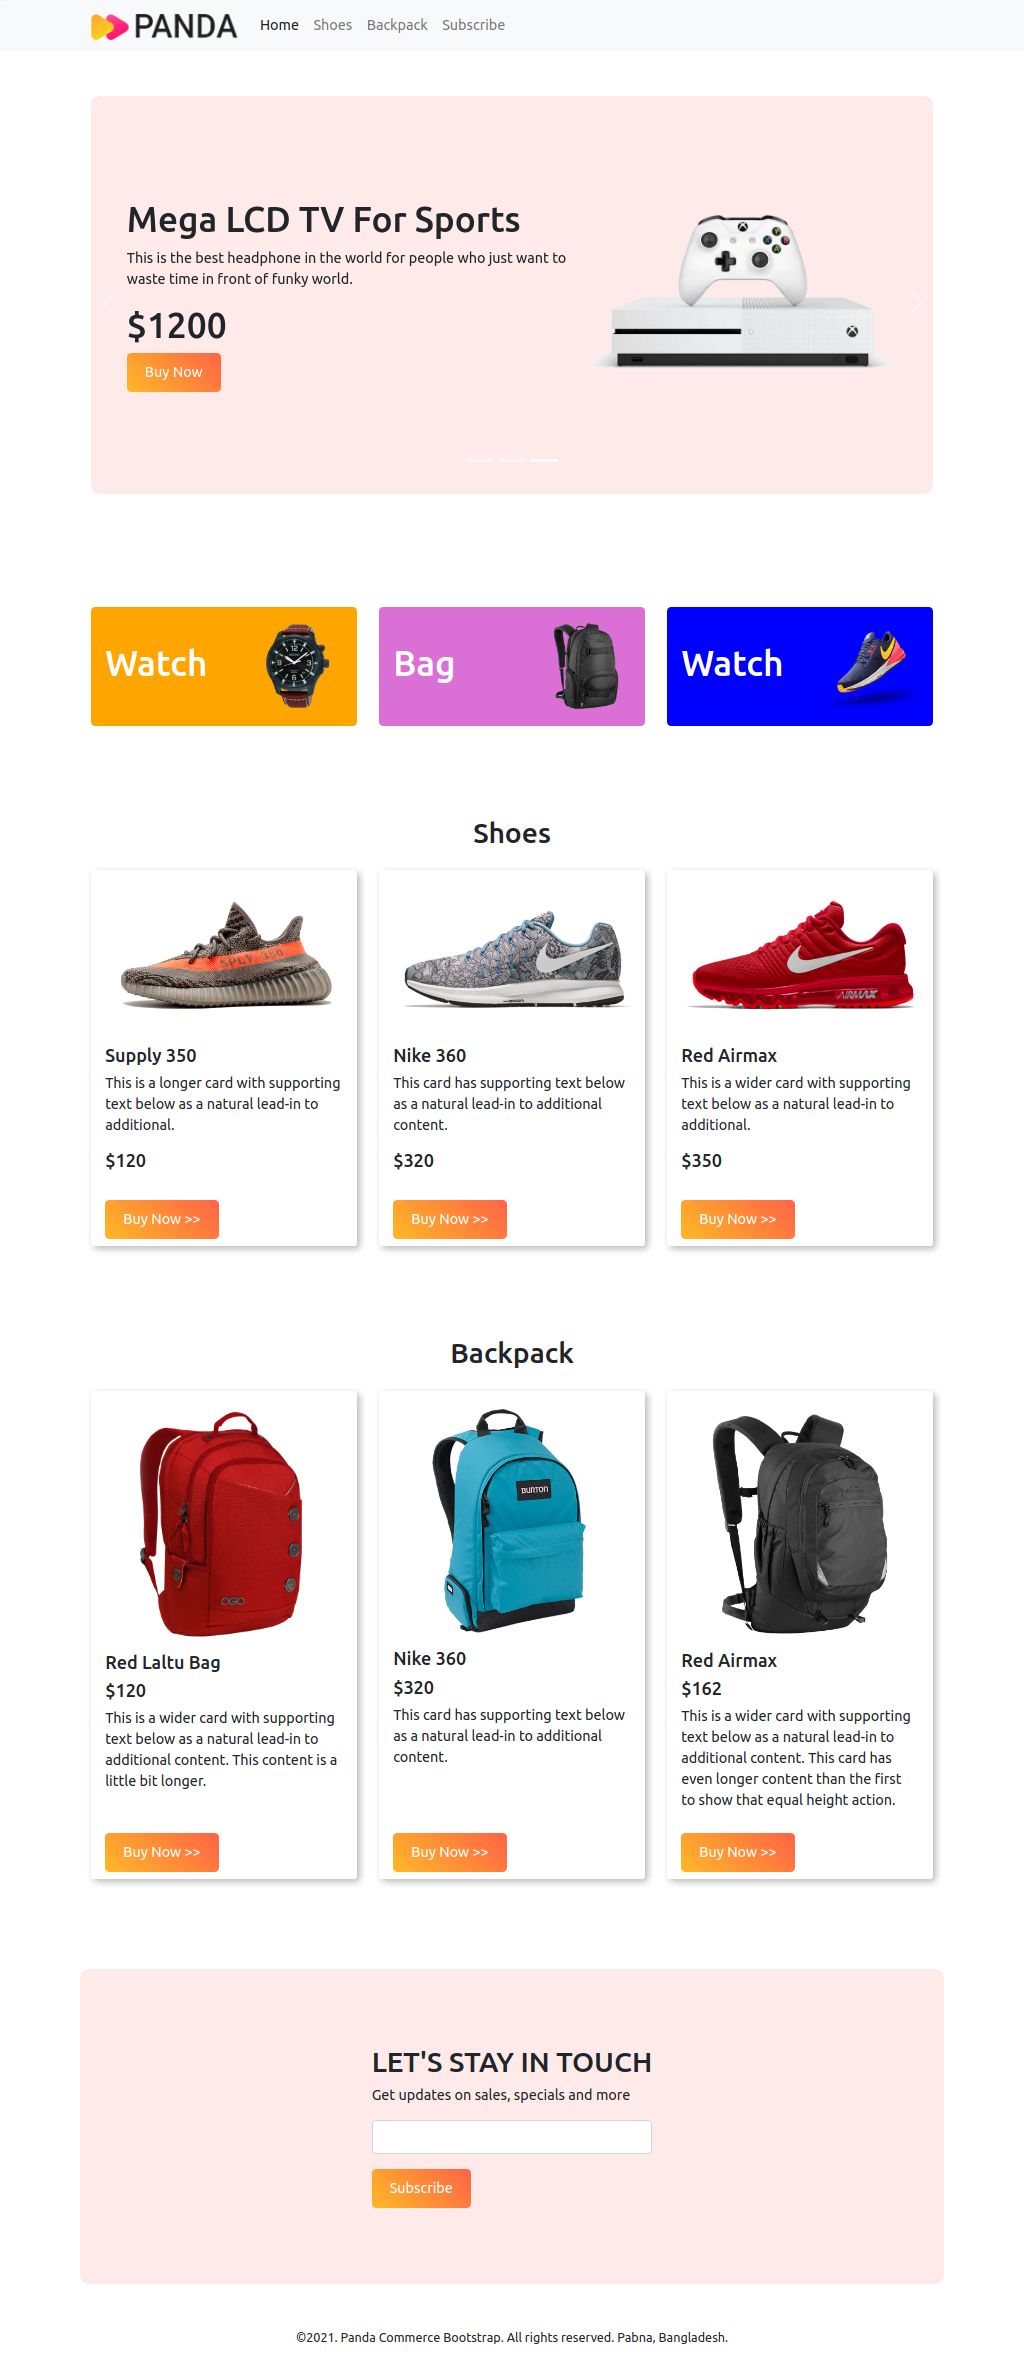 PANDA Home Shoes Backpack Subscribe
Mega LCD TV For Sports
This is the best headphone in the world for people who just want to
waste time in front of funky world.
$1200
Buy Now
Watch
Bag
Watch
Shoes
SPLY-350
AIRMAX
Supply 350
This is a longer card with supporting
text below as a natural lead-in to
additional.
$120
Buy Now >>
Nike 360
This card has supporting text below
as a natural lead-in to additional
content.
$320
Buy Now >>
Red Airmax
This is a wider card with supporting
text below as a natural lead-in to
additional.
$350
Buy Now >>
Backpack
OGIO
BURTON
Red Laltu Bag
$120
This is a wider card with supporting
text below as a natural lead-in to
additional content. This content is a
little bit longer.
Buy Now >>
Nike 360
$320
This card has supporting text below
as a natural lead-in to additional
content.
Buy Now >>
Red Airmax
$162
This is a wider card with supporting
text below as a natural lead-in to
additional content. This card has
even longer content than the first
to show that equal height action.
Buy Now >>
LET'S STAY IN TOUCH
Get updates on sales, specials and more
Subscribe
©2021. Panda Commerce Bootstrap. All rights reserved. Pabna, Bangladesh.